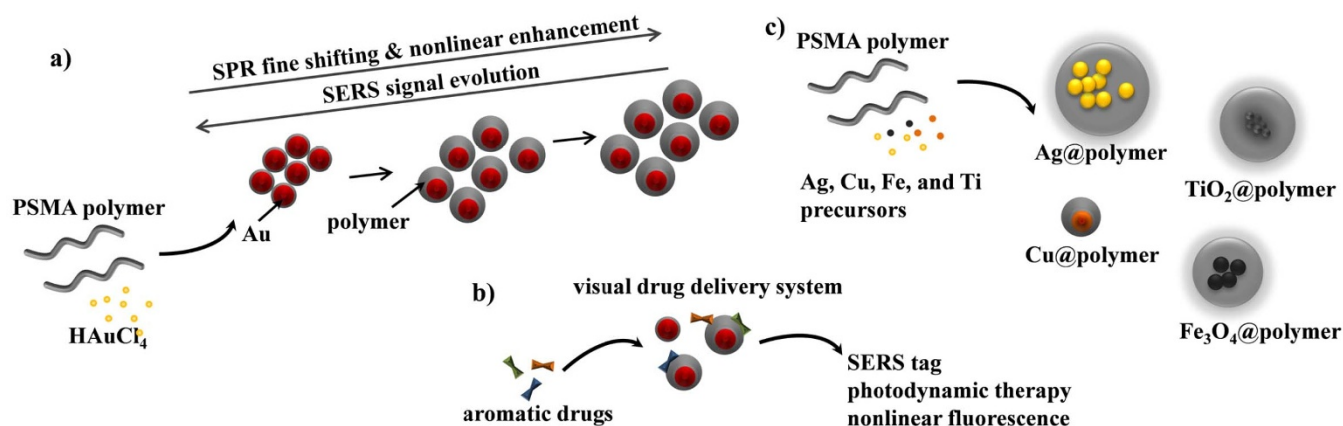 a)
SPR fine shifting & nonlinear enhancement
SERS signal evolution
PSMA polymer
HAuCl₄
Au
polymer
b)
visual drug delivery system
aromatic drugs
SERS tag
photodynamic therapy
nonlinear fluorescence
c)
PSMA polymer
Ag, Cu, Fe, and Ti
precursors
Ag@polymer
TiO₂@polymer
Cu@polymer
Fe₃O₄@polymer